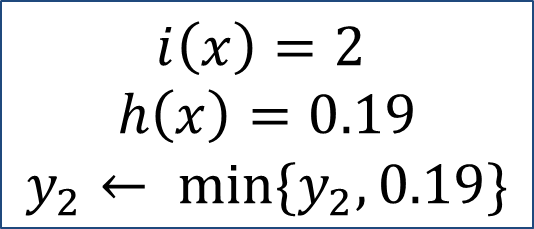 i(x) = 2
h(x) = 0.19
y₂ ← min{y₂, 0.19}